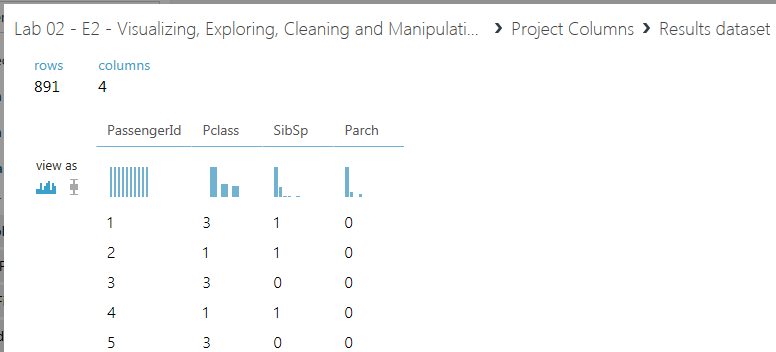 Lab 02 - E2 - Visualizing, Exploring, Cleaning and Manipulati... > Project Columns > Results dataset
rows columns
891 4
PassengerId Pclass SibSp Parch
view as
1 3 1 0
2 1 1 0
3 3 0 0
4 1 1 0
5 3 0 0